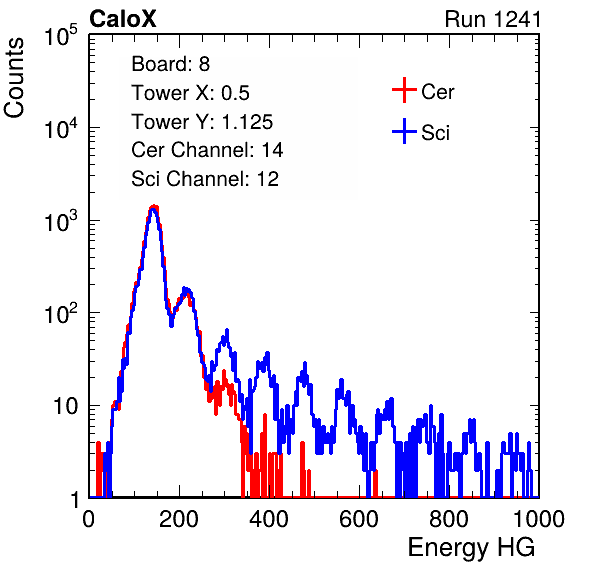 CaloX Run 1241
Counts
Board: 8
Tower X: 0.5
Tower Y: 1.125
Cer Channel: 14
Sci Channel: 12
Cer
Sci
10^5
10^4
10^3
10^2
10
1
0 200 400 600 800 1000
Energy HG